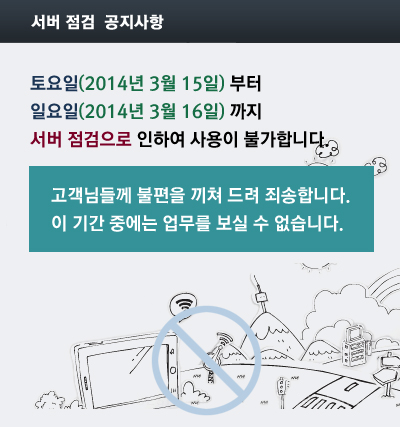 서버 점검 공지사항
토요일(2014년 3월 15일) 부터
일요일(2014년 3월 16일) 까지
서버 점검으로 인하여 사용이 불가합니다.
고객님들께 불편을 끼쳐 드려 죄송합니다.
이 기간 중에는 업무를 보실 수 없습니다.